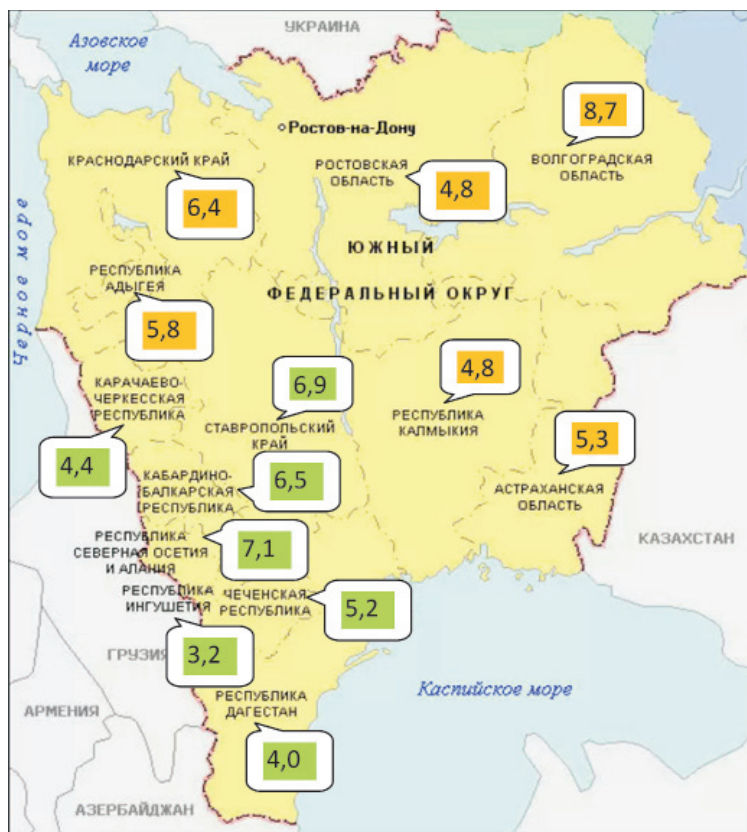 УКРАИНА
Азовское
море
Ростов-на-Дону
8,7
ВОЛГОГРАДСКАЯ
ОБЛАСТЬ
КРАСНОДАРСКИЙ КРАЙ
6,4
РОСТОВСКАЯ
ОБЛАСТЬ
4,8
Черное море
ЮЖНЫЙ
ФЕДЕРАЛЬНЫЙ ОКРУГ
РЕСПУБЛИКА
АДЫГЕЯ
5,8
КАРАЧАЕВО-
ЧЕРКЕССКАЯ
РЕСПУБЛИКА
4,4
6,9
СТАВРОПОЛЬСКИЙ
КРАЙ
4,8
РЕСПУБЛИКА
КАЛМЫКИЯ
5,3
АСТРАХАНСКАЯ
ОБЛАСТЬ
КАБАРДИНО-
БАЛКАРСКАЯ
РЕСПУБЛИКА
6,5
РЕСПУБЛИКА
СЕВЕРНАЯ ОСЕТИЯ
И АЛАНИЯ
7,1
КАЗАХСТАН
РЕСПУБЛИКА
ИНГУШЕТИЯ
3,2
ЧЕЧЕНСКАЯ
РЕСПУБЛИКА
5,2
ГРУЗИЯ
РЕСПУБЛИКА
ДАГЕСТАН
4,0
Каспийское море
АРМЕНИЯ
АЗЕРБАЙДЖАН